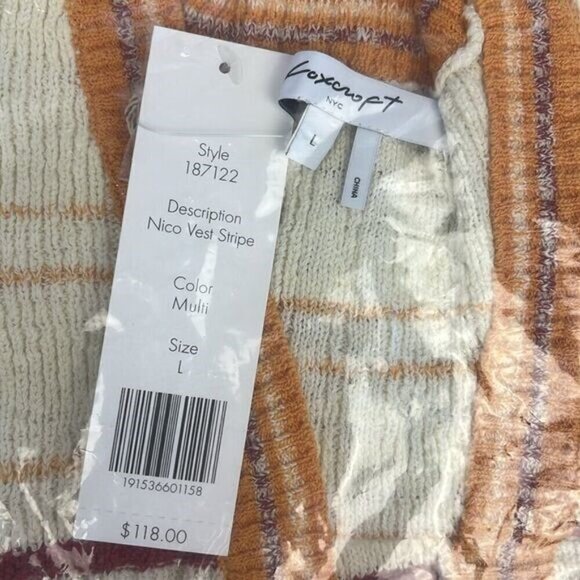 Style
187122
Description
Nico Vest Stripe
Color
Multi
Size
L
191536601158
$118.00
Foxcroft
NYC
L
CHINA